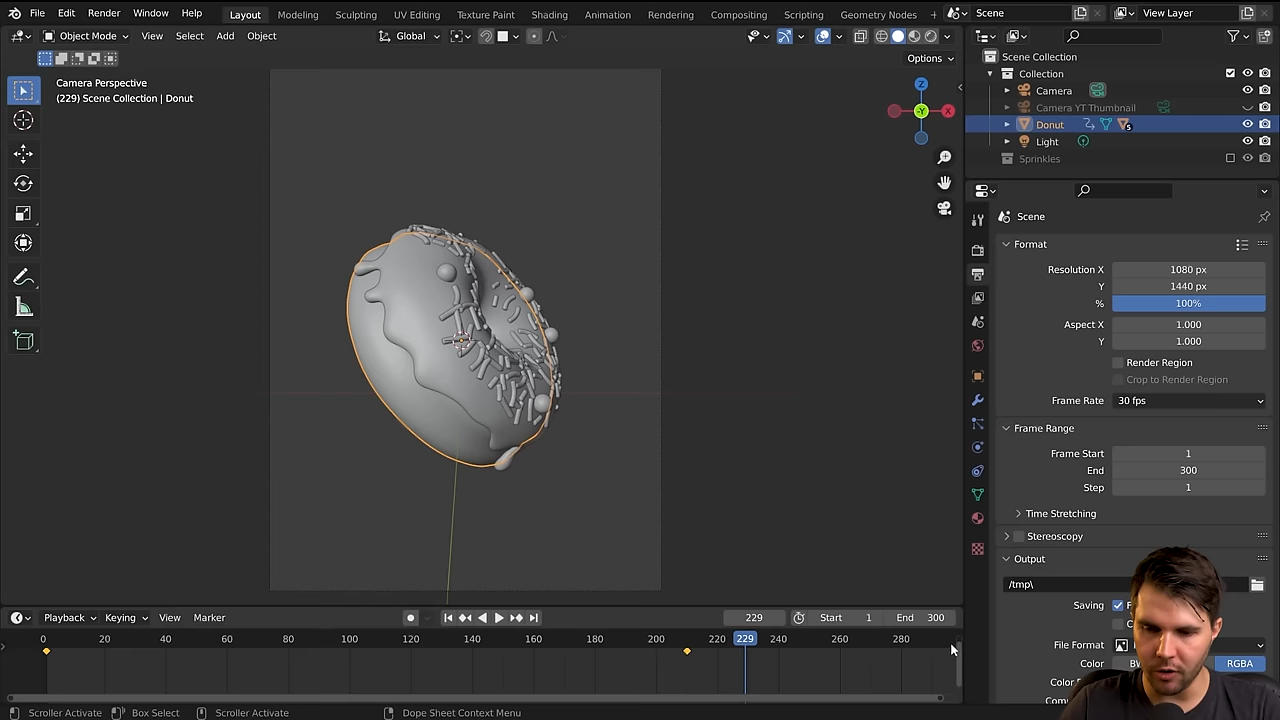 File Edit Render Window Help Layout Modeling Sculpting UV Editing Texture Paint Shading Animation Rendering Compositing Scripting Geometry Nodes + Scene View Layer
Object Mode View Select Add Object Global
Options
Camera Perspective
(229) Scene Collection | Donut
Z
-Y
X
Scene Collection
Collection
Camera
Camera YT Thumbnail
Donut 5
Light
Sprinkles
Scene
Format
Resolution X 1080 px
Y 1440 px
% 100%
Aspect X 1.000
Y 1.000
Render Region
Crop to Render Region
Frame Rate 30 fps
Frame Range
Frame Start 1
End 300
Step 1
Time Stretching
Stereoscopy
Output
/tmp\
Saving
File Format
Color BW RGBA
Playback Keying View Marker 229 Start 1 End 300
0 20 40 60 80 100 120 140 160 180 200 220 229 240 260 280
Scroller Activate Box Select Scroller Activate Dope Sheet Context Menu